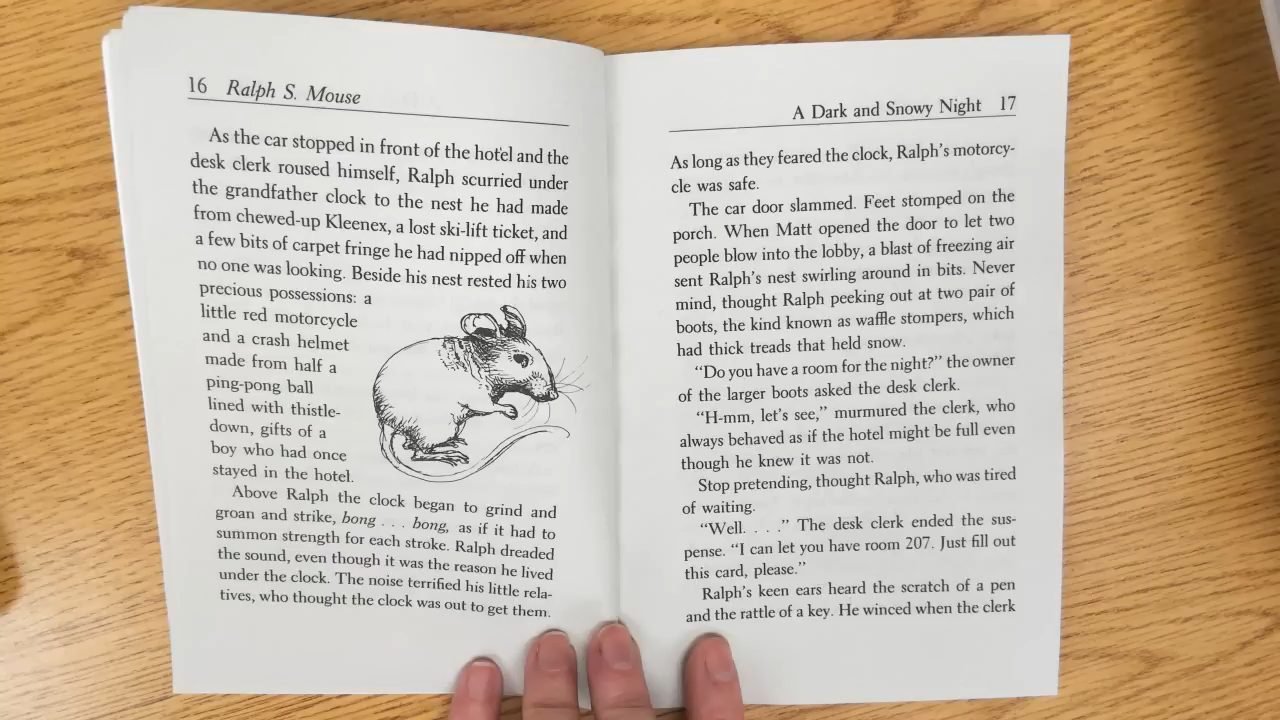 16 Ralph S. Mouse
As the car stopped in front of the hotel and the
desk clerk roused himself, Ralph scurried under
the grandfather clock to the nest he had made
from chewed-up Kleenex, a lost ski-lift ticket, and
a few bits of carpet fringe he had nipped off when
no one was looking. Beside his nest rested his two
precious possessions: a
little red motorcycle
and a crash helmet
made from half a
ping-pong ball
lined with thistle-
down, gifts of a
boy who had once
stayed in the hotel.
Above Ralph the clock began to grind and
groan and strike, bong . . . bong, as if it had to
summon strength for each stroke. Ralph dreaded
the sound, even though it was the reason he lived
under the clock. The noise terrified his little rela-
tives, who thought the clock was out to get them.
A Dark and Snowy Night 17
As long as they feared the clock, Ralph's motorcy-
cle was safe.
The car door slammed. Feet stomped on the
porch. When Matt opened the door to let two
people blow into the lobby, a blast of freezing air
sent Ralph's nest swirling around in bits. Never
mind, thought Ralph peeking out at two pair of
boots, the kind known as waffle stompers, which
had thick treads that held snow.
"Do you have a room for the night?" the owner
of the larger boots asked the desk clerk.
"H-mm, let's see," murmured the clerk, who
always behaved as if the hotel might be full even
though he knew it was not.
Stop pretending, thought Ralph, who was tired
of waiting.
"Well. . . ." The desk clerk ended the sus-
pense. "I can let you have room 207. Just fill out
this card, please."
Ralph's keen ears heard the scratch of a pen
and the rattle of a key. He winced when the clerk